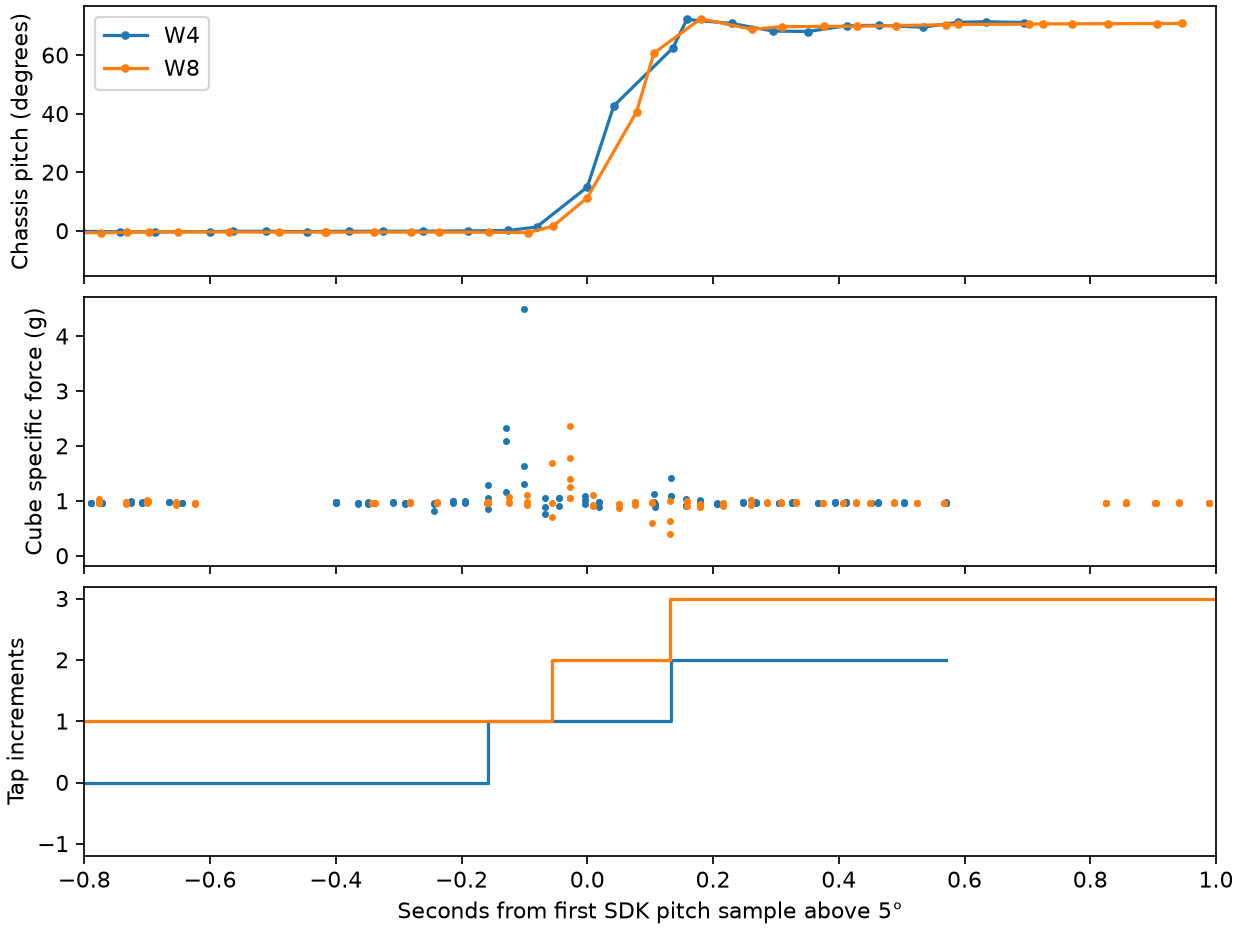 W4
W8
Chassis pitch (degrees)
60
40
20
0
Cube specific force (g)
4
3
2
1
0
Tap increments
3
2
1
0
−1
−0.8 −0.6 −0.4 −0.2 0.0 0.2 0.4 0.6 0.8 1.0
Seconds from first SDK pitch sample above 5°